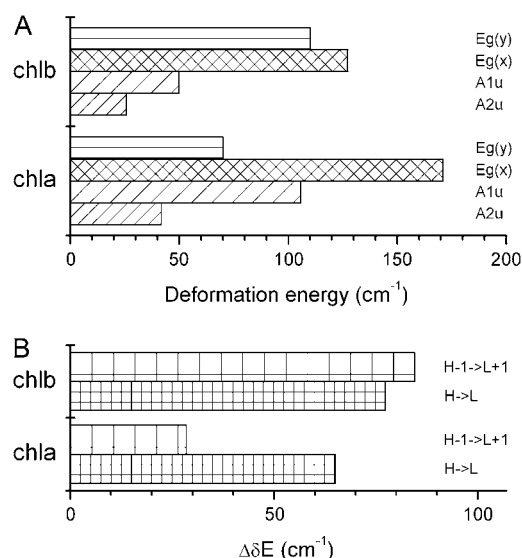 A
chlb
Eg(y)
Eg(x)
A1u
A2u
chla
Eg(y)
Eg(x)
A1u
A2u
0 50 100 150 200
Deformation energy (cm⁻¹)
B
chlb
H-1->L+1
H->L
chla
H-1->L+1
H->L
0 50 100
ΔδE (cm⁻¹)